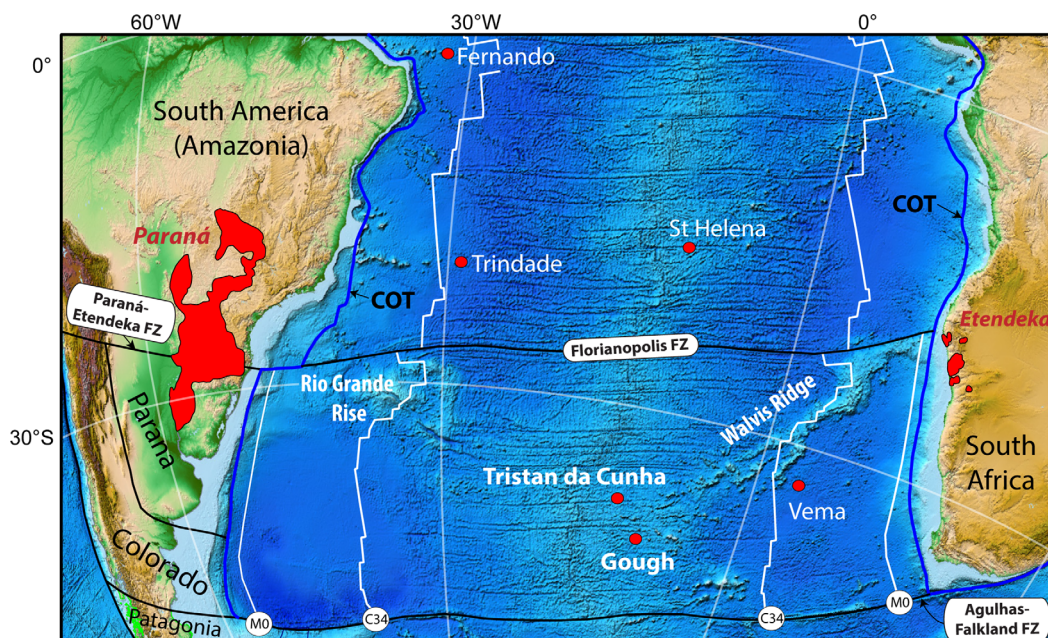 60°W
30°W
0°
0°
Fernando
South America
(Amazonia)
COT
Paraná
St Helena
Trindade
COT
Paraná-
Etendeka FZ
Etendeka
Florianopolis FZ
Rio Grande
Rise
Walvis Ridge
Parana
30°S
South
Africa
Tristan da Cunha
Vema
Gough
Colorado
Patagonia
M0
C34
C34
M0
Agulhas-
Falkland FZ